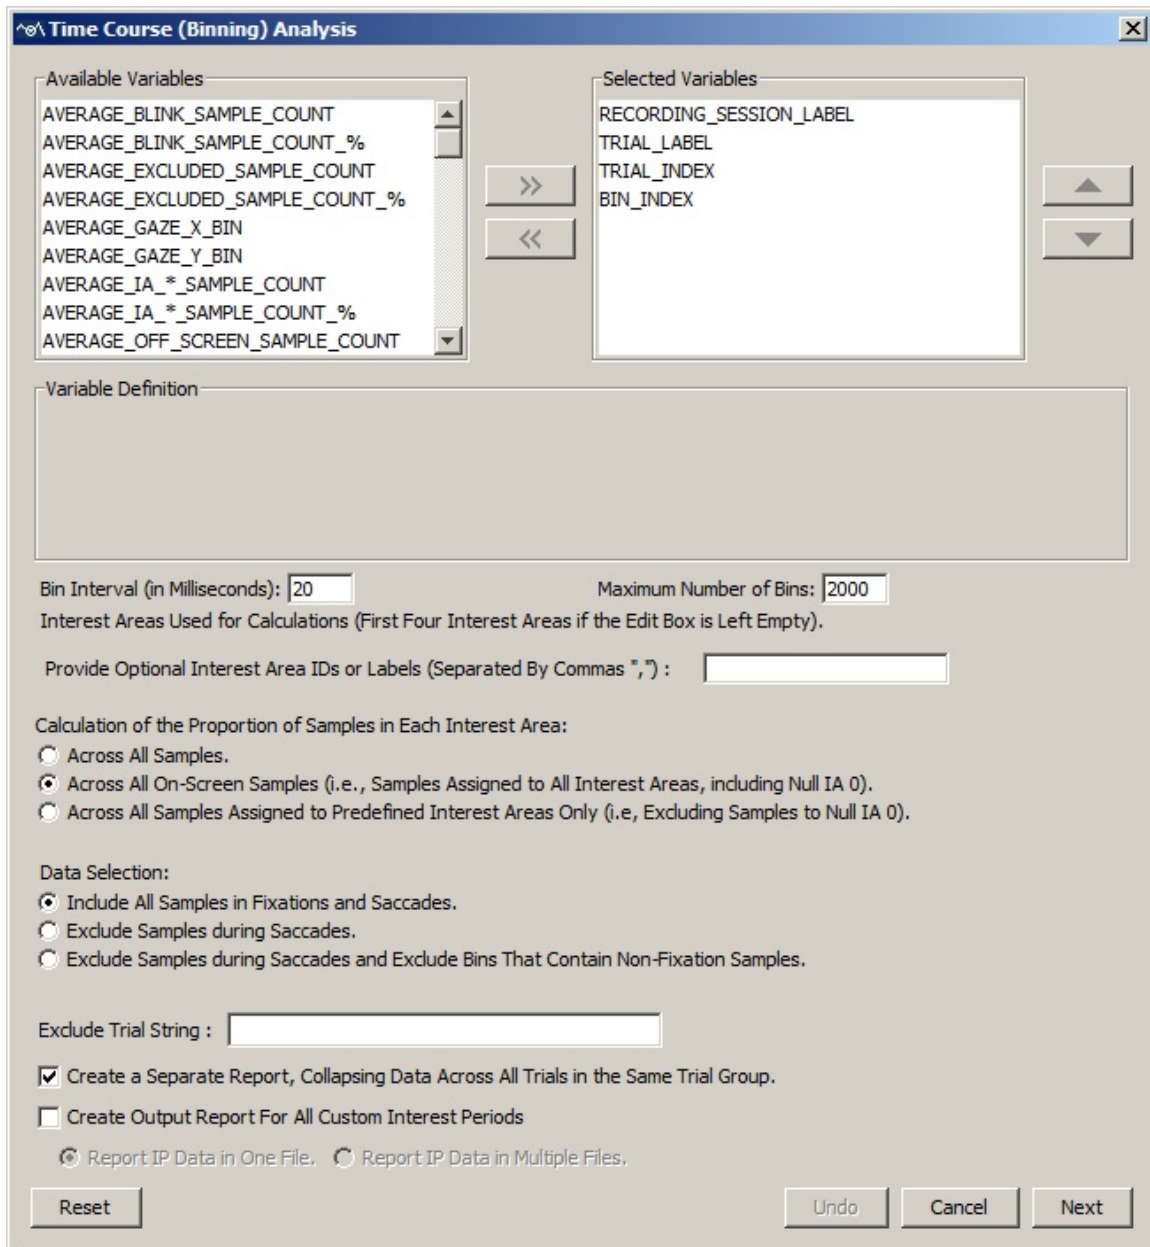 Time Course (Binning) Analysis
Available Variables
AVERAGE_BLINK_SAMPLE_COUNT
AVERAGE_BLINK_SAMPLE_COUNT_%
AVERAGE_EXCLUDED_SAMPLE_COUNT
AVERAGE_EXCLUDED_SAMPLE_COUNT_%
AVERAGE_GAZE_X_BIN
AVERAGE_GAZE_Y_BIN
AVERAGE_IA_*_SAMPLE_COUNT
AVERAGE_IA_*_SAMPLE_COUNT_%
AVERAGE_OFF_SCREEN_SAMPLE_COUNT
>>
<<
Selected Variables
RECORDING_SESSION_LABEL
TRIAL_LABEL
TRIAL_INDEX
BIN_INDEX
Variable Definition
Bin Interval (in Milliseconds): 20 Maximum Number of Bins: 2000
Interest Areas Used for Calculations (First Four Interest Areas if the Edit Box is Left Empty).
Provide Optional Interest Area IDs or Labels (Separated By Commas ",") :
Calculation of the Proportion of Samples in Each Interest Area:
Across All Samples.
Across All On-Screen Samples (i.e., Samples Assigned to All Interest Areas, including Null IA 0).
Across All Samples Assigned to Predefined Interest Areas Only (i.e, Excluding Samples to Null IA 0).
Data Selection:
Include All Samples in Fixations and Saccades.
Exclude Samples during Saccades.
Exclude Samples during Saccades and Exclude Bins That Contain Non-Fixation Samples.
Exclude Trial String :
Create a Separate Report, Collapsing Data Across All Trials in the Same Trial Group.
Create Output Report For All Custom Interest Periods
Report IP Data in One File. Report IP Data in Multiple Files.
Reset Undo Cancel Next